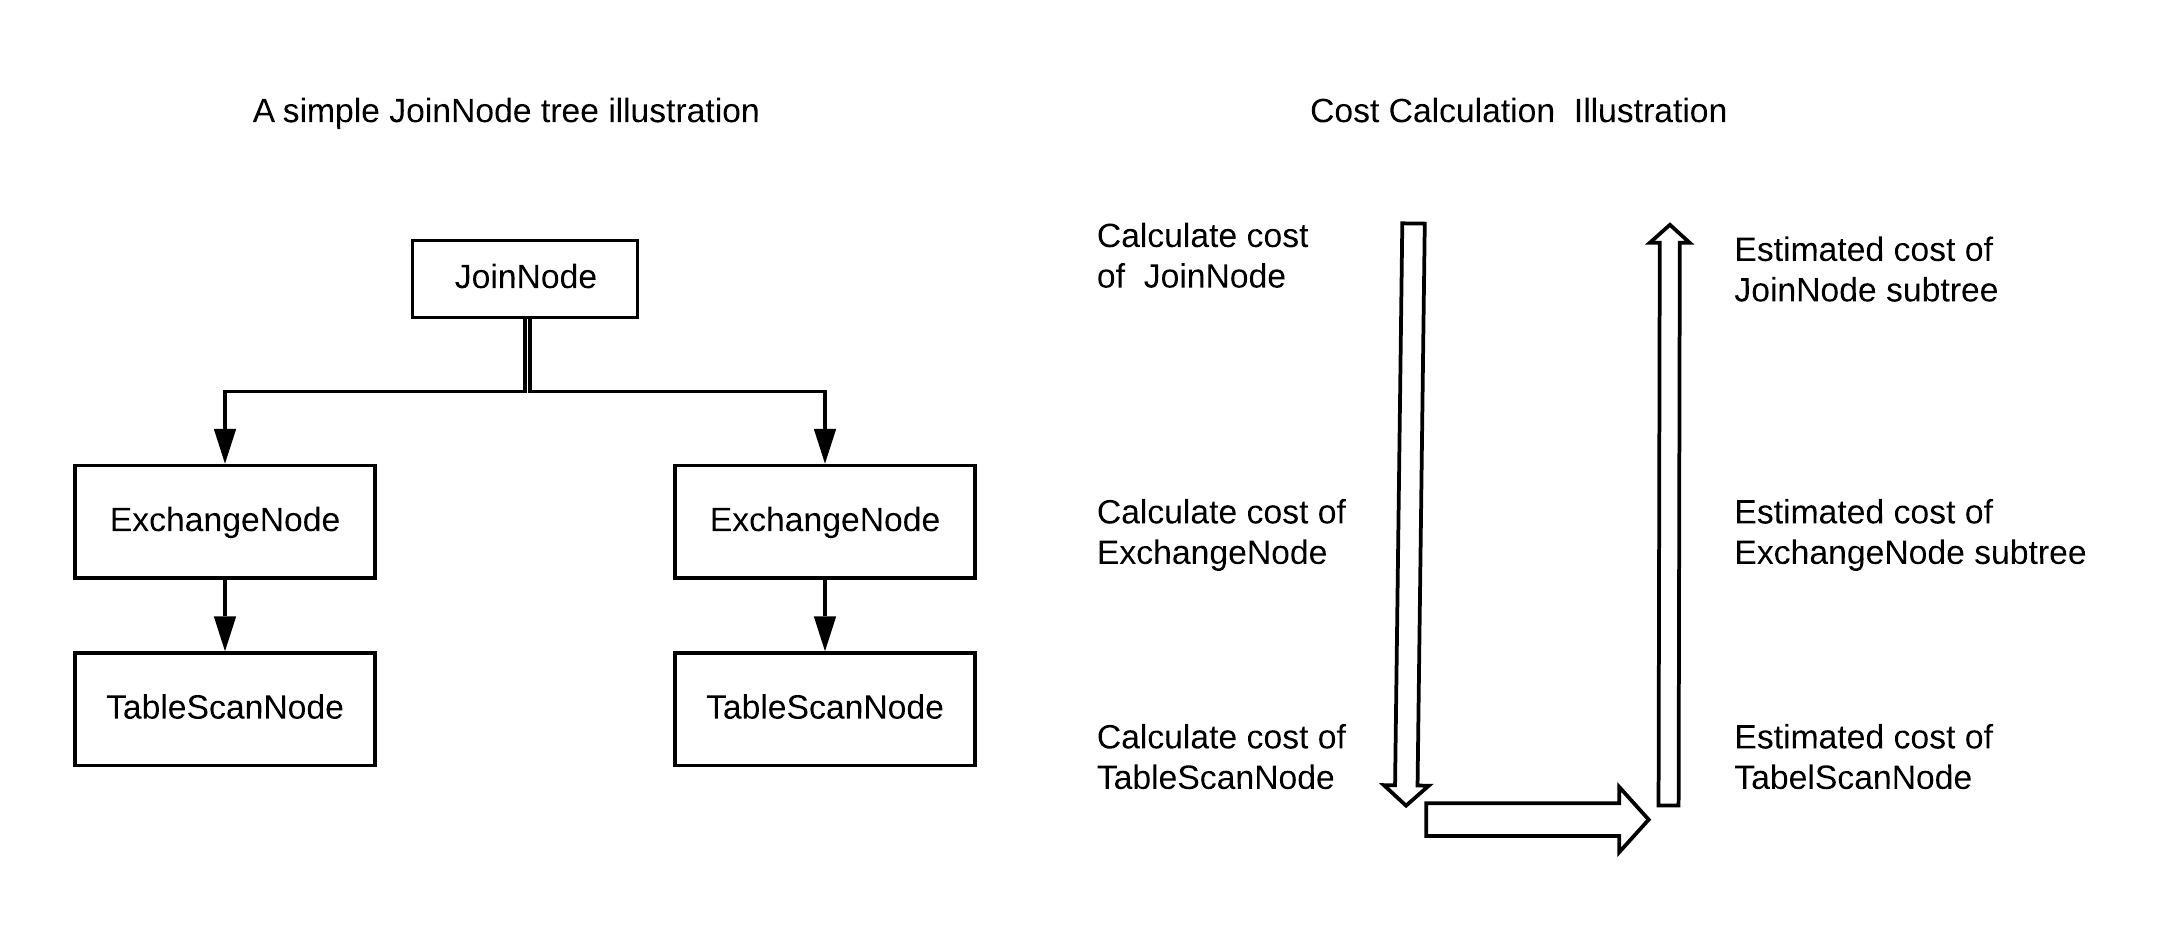 A simple JoinNode tree illustration
JoinNode
ExchangeNode
ExchangeNode
TableScanNode
TableScanNode
Cost Calculation  Illustration
Calculate cost
of  JoinNode
Calculate cost of
ExchangeNode
Calculate cost of
TableScanNode
Estimated cost of
JoinNode subtree
Estimated cost of
ExchangeNode subtree
Estimated cost of
TabelScanNode